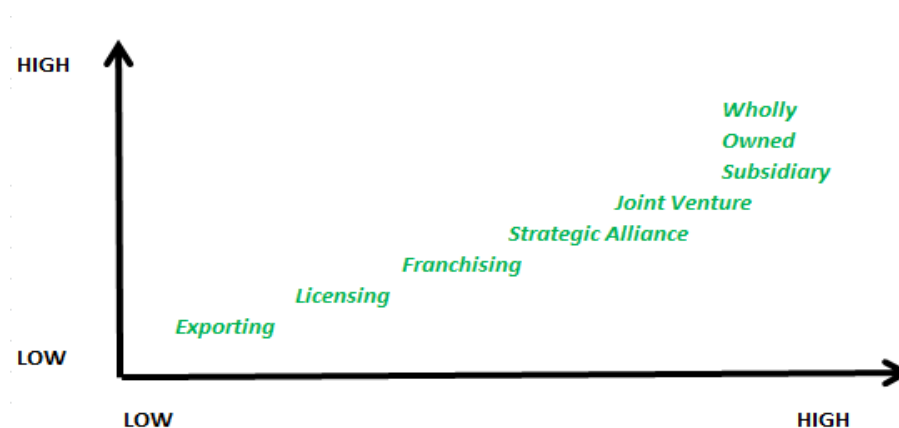 HIGH
Wholly
Owned
Subsidiary
Joint Venture
Strategic Alliance
Franchising
Licensing
Exporting
LOW
LOW
HIGH